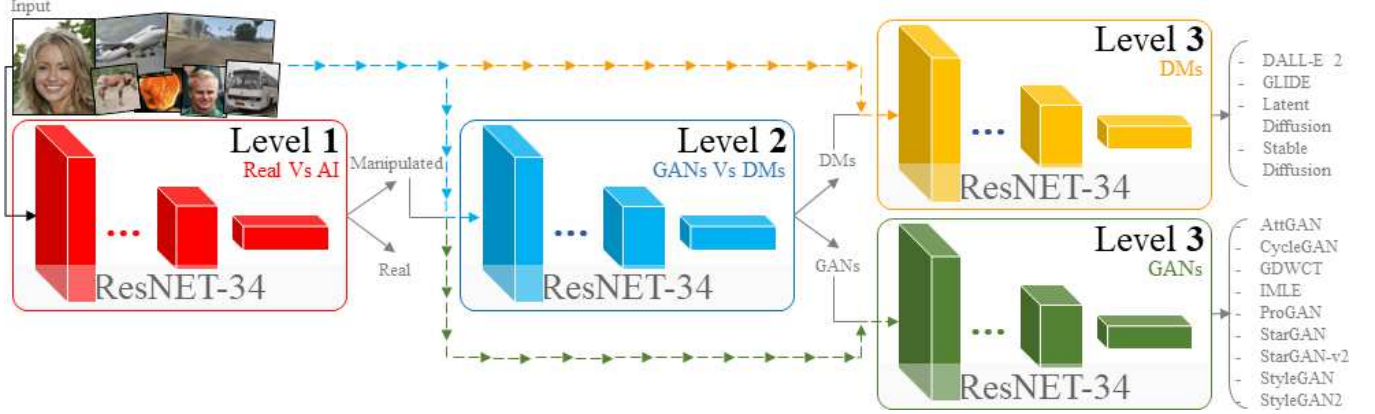 Input
Level 1
Real Vs AI
ResNET-34
Manipulated
Real
Level 2
GANs Vs DMs
ResNET-34
DMs
GANs
Level 3
DMs
ResNET-34
- DALL-E 2
- GLIDE
- Latent
Diffusion
- Stable
Diffusion
Level 3
GANs
ResNET-34
- AttGAN
- CycleGAN
- GDWCT
- IMLE
- ProGAN
- StarGAN
- StarGAN-v2
- StyleGAN
- StyleGAN2